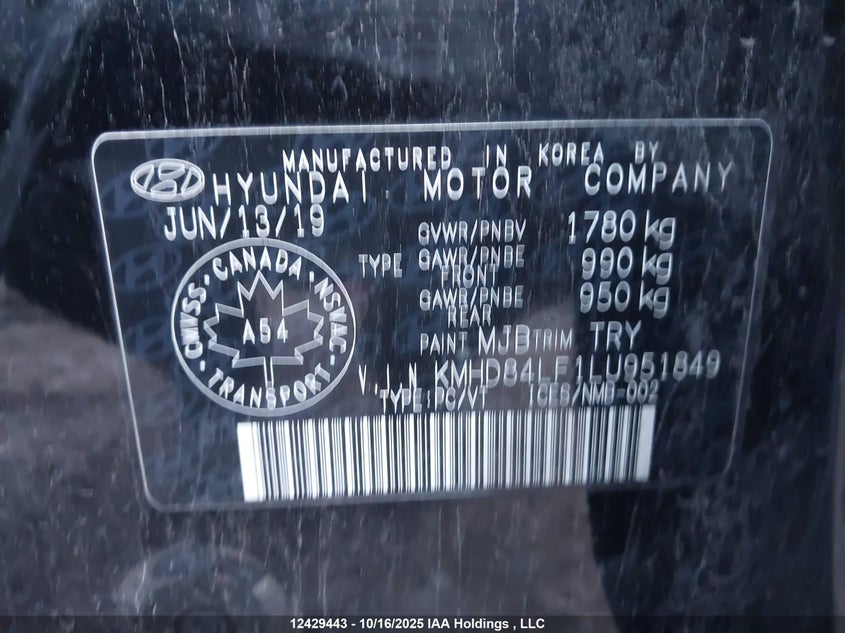 MANUFACTURED IN KOREA BY
HYUNDAI MOTOR COMPANY
JUN/13/19
GVWR/PNBV 1780 kg
TYPE GAWR/PNBE FRONT 990 kg
GAWR/PNBE REAR 950 kg
PAINT MJB TRIM TRY
V.I.N KMHD84LF1LU951849
TYPE:PC/VT ICES/NMB-002
CMVSS · CANADA · NSVAC · TRANSPORT
A54
12429443 - 10/16/2025 IAA Holdings , LLC